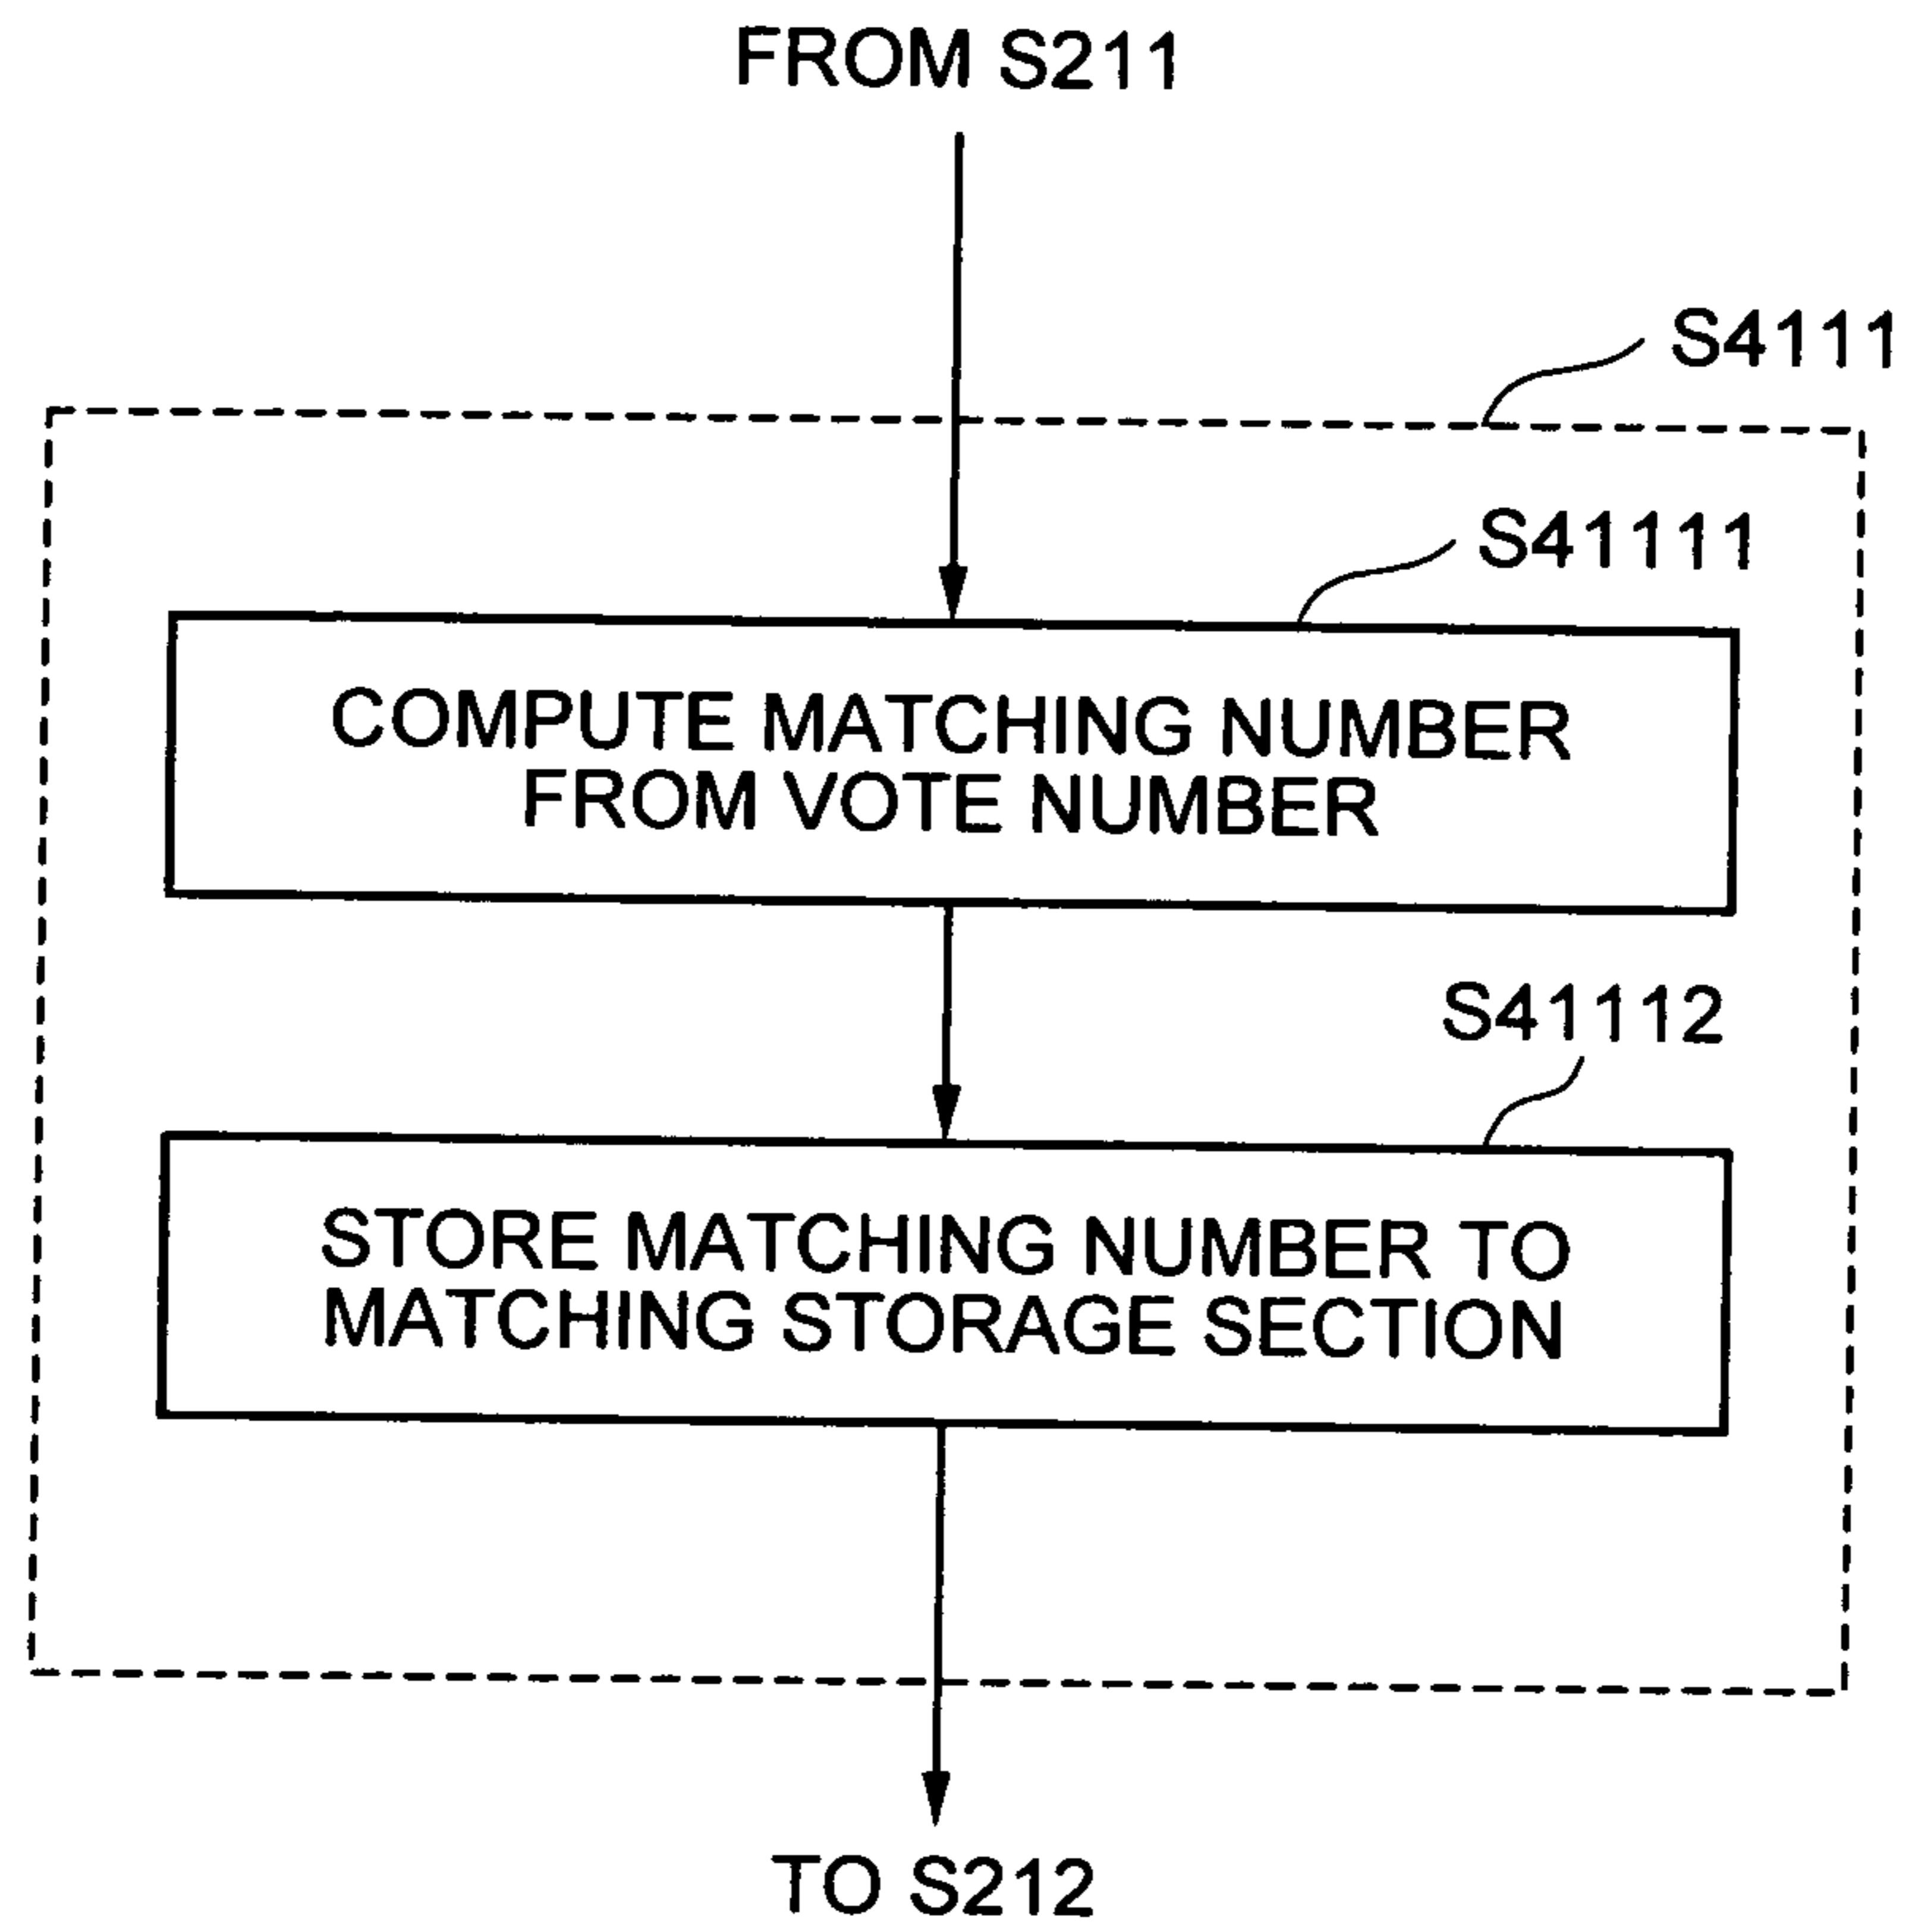 FROM S211
S4111
S41111
COMPUTE MATCHING NUMBER
FROM VOTE NUMBER
S41112
STORE MATCHING NUMBER TO
MATCHING STORAGE SECTION
TO S212